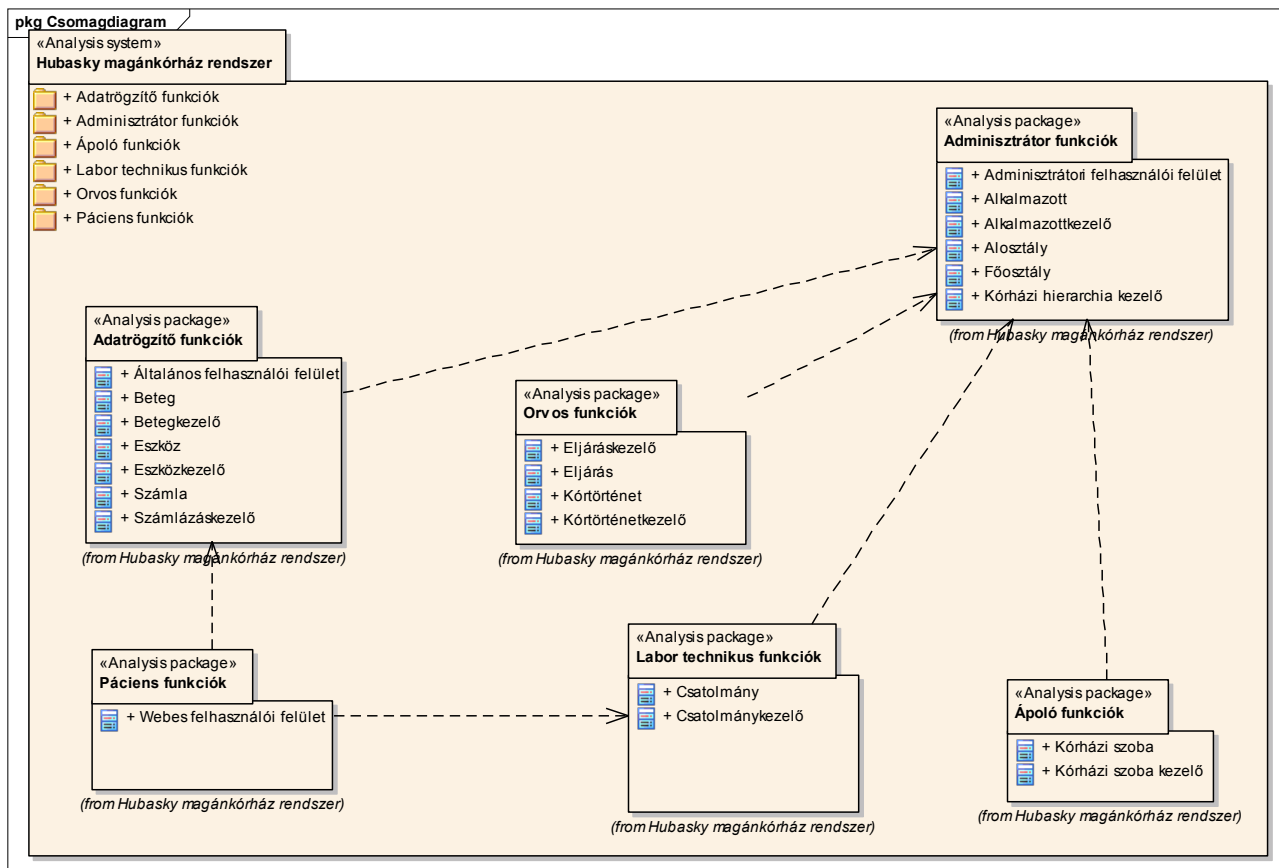 pkg Csomagdiagram
«Analysis system»
Hubasky magánkórház rendszer
+ Adatrögzítő funkciók
+ Adminisztrátor funkciók
+ Ápoló funkciók
+ Labor technikus funkciók
+ Orvos funkciók
+ Páciens funkciók
«Analysis package»
Adminisztrátor funkciók
+ Adminisztrátori felhasználói felület
+ Alkalmazott
+ Alkalmazottkezelő
+ Alosztály
+ Főosztály
+ Kórházi hierarchia kezelő
(from Hubasky magánkórház rendszer)
«Analysis package»
Adatrögzítő funkciók
+ Általános felhasználói felület
+ Beteg
+ Betegkezelő
+ Eszköz
+ Eszközkezelő
+ Számla
+ Számlázáskezelő
(from Hubasky magánkórház rendszer)
«Analysis package»
Orvos funkciók
+ Eljáráskezelő
+ Eljárás
+ Kórtörténet
+ Kórtörténetkezelő
(from Hubasky magánkórház rendszer)
«Analysis package»
Páciens funkciók
+ Webes felhasználói felület
(from Hubasky magánkórház rendszer)
«Analysis package»
Labor technikus funkciók
+ Csatolmány
+ Csatolmánykezelő
(from Hubasky magánkórház rendszer)
«Analysis package»
Ápoló funkciók
+ Kórházi szoba
+ Kórházi szoba kezelő
(from Hubasky magánkórház rendszer)